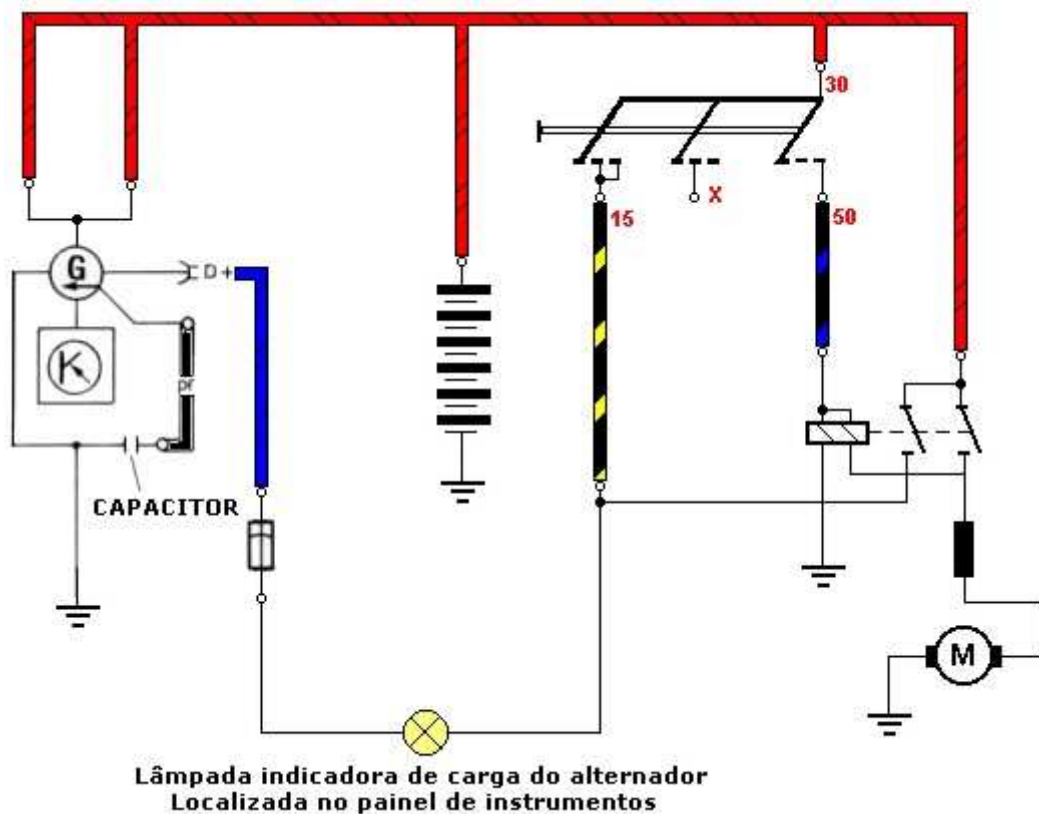 30
X
15
50
G
D +
K
pr
CAPACITOR
M
Lâmpada indicadora de carga do alternador
Localizada no painel de instrumentos